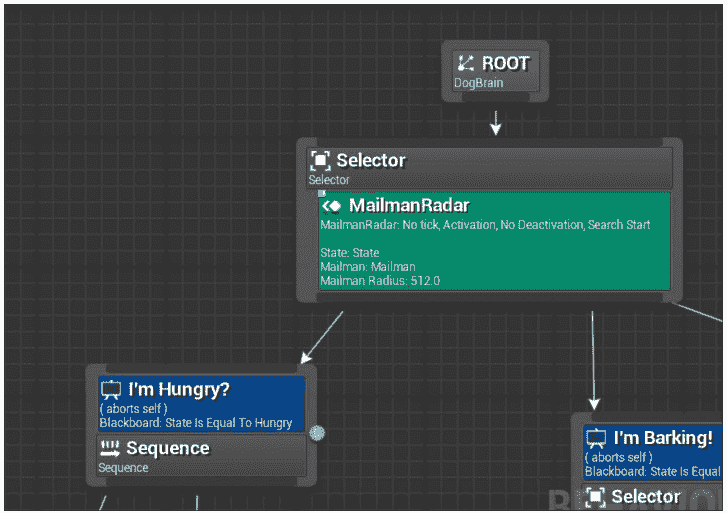 ROOT
DogBrain
Selector
Selector
MailmanRadar
MailmanRadar: No tick, Activation, No Deactivation, Search Start
State: State
Mailman: Mailman
Mailman Radius: 512.0
I'm Hungry?
( aborts self )
Blackboard: State Is Equal To Hungry
Sequence
Sequence
I'm Barking!
( aborts self )
Blackboard: State Is Equal
Selector